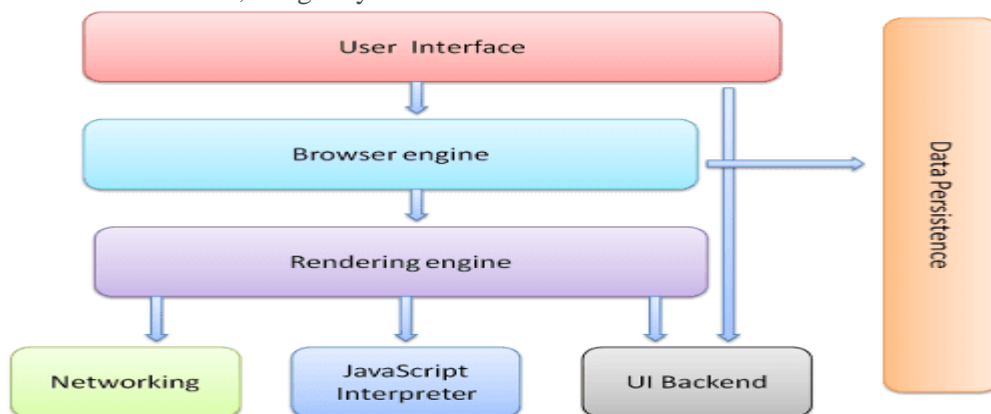 User Interface
Browser engine
Data Persistence
Rendering engine
Networking
JavaScript
Interpreter
UI Backend